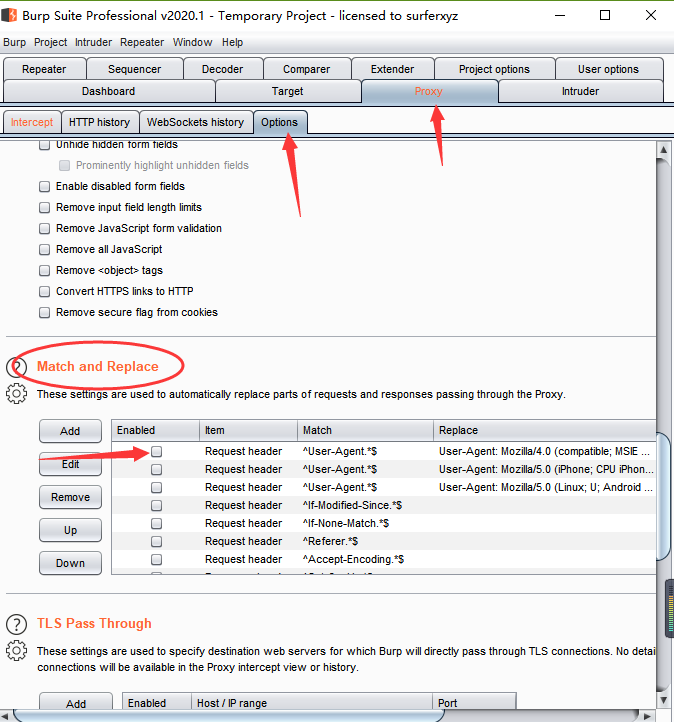 Burp Suite Professional v2020.1 - Temporary Project - licensed to surferxyz
Burp Project Intruder Repeater Window Help
Repeater Sequencer Decoder Comparer Extender Project options User options
Dashboard Target Proxy Intruder
Intercept HTTP history WebSockets history Options
Unhide hidden form fields
Prominently highlight unhidden fields
Enable disabled form fields
Remove input field length limits
Remove JavaScript form validation
Remove all JavaScript
Remove <object> tags
Convert HTTPS links to HTTP
Remove secure flag from cookies
? Match and Replace
These settings are used to automatically replace parts of requests and responses passing through the Proxy.
Add
Edit
Remove
Up
Down
Enabled Item Match Replace
Request header ^User-Agent.*$ User-Agent: Mozilla/4.0 (compatible; MSIE ...
Request header ^User-Agent.*$ User-Agent: Mozilla/5.0 (iPhone; CPU iPhon...
Request header ^User-Agent.*$ User-Agent: Mozilla/5.0 (Linux; U; Android ...
Request header ^If-Modified-Since.*$
Request header ^If-None-Match.*$
Request header ^Referer.*$
Request header ^Accept-Encoding.*$
? TLS Pass Through
These settings are used to specify destination web servers for which Burp will directly pass through TLS connections. No detai
connections will be available in the Proxy intercept view or history.
Add Enabled Host / IP range Port